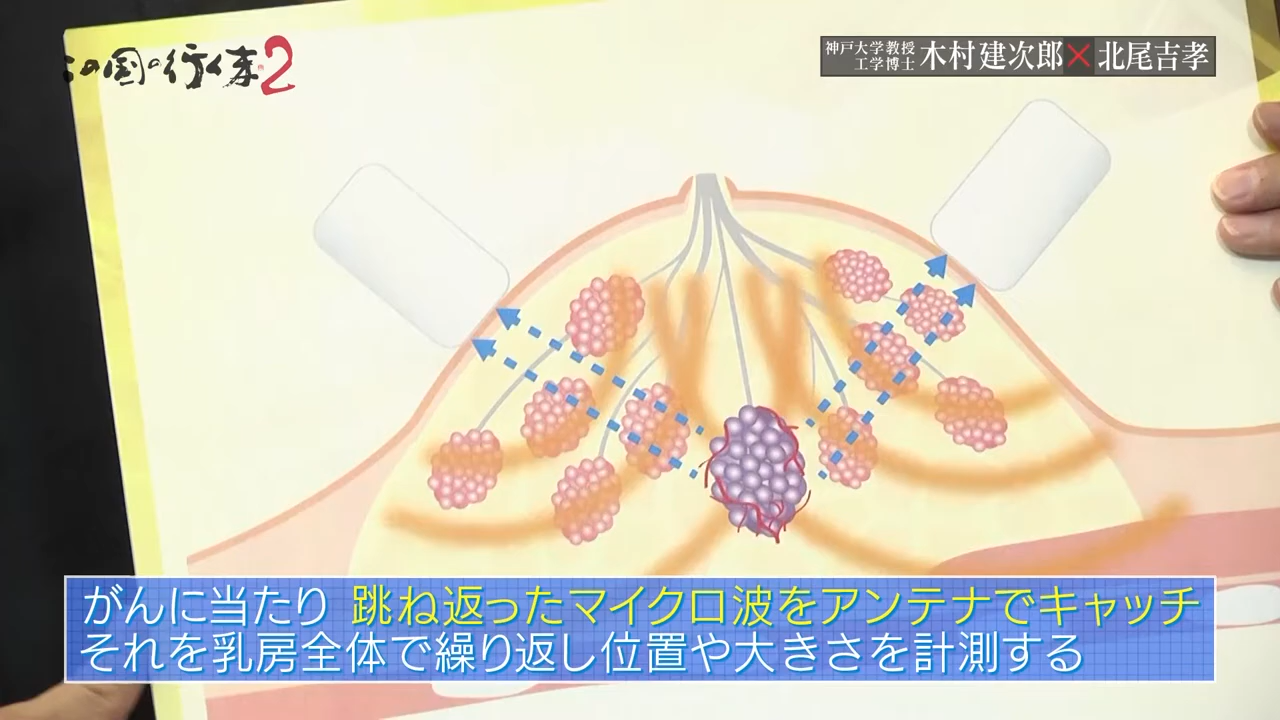 この国の行く末2
神戸大学教授
工学博士
木村建次郎×北尾吉孝
がんに当たり 跳ね返ったマイクロ波をアンテナでキャッチ
それを乳房全体で繰り返し位置や大きさを計測する